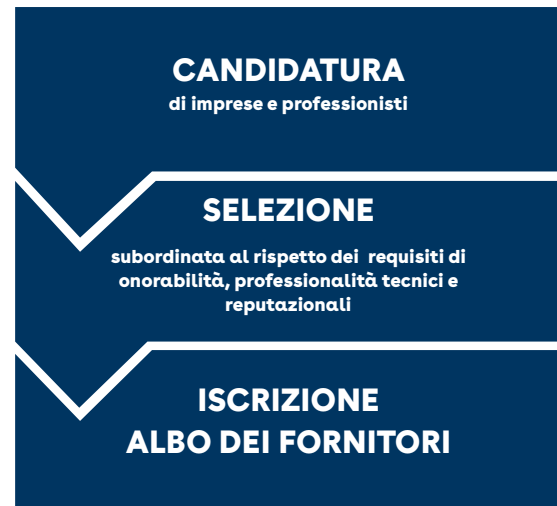 CANDIDATURA
di imprese e professionisti
SELEZIONE
subordinata al rispetto dei requisiti di
onorabilità, professionalità tecnici e
reputazionali
ISCRIZIONE
ALBO DEI FORNITORI